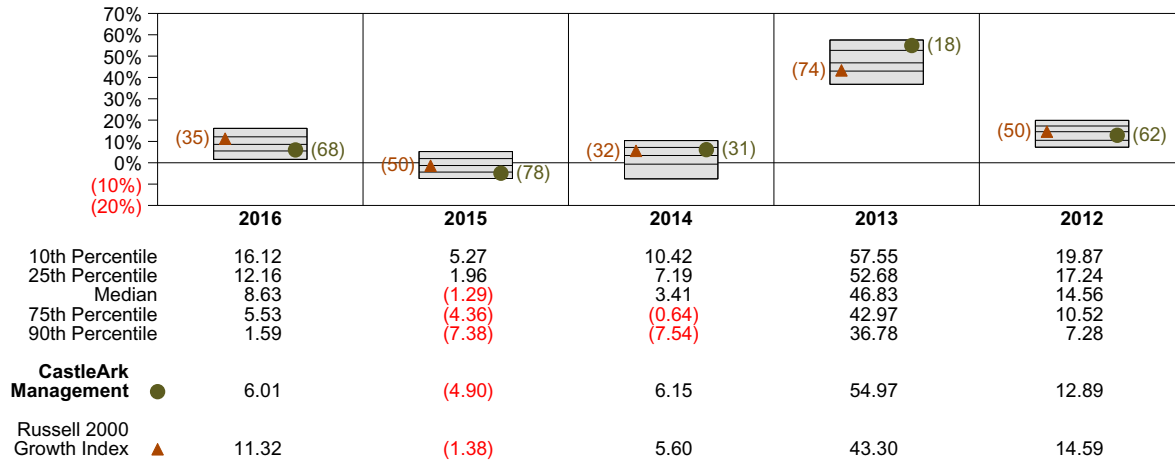 70%
60%
50%
40%
30%
20%
10%
0%
(10%)
(20%)
(35) (68)
(50) (78)
(32) (31)
(74) (18)
(50) (62)
2016 2015 2014 2013 2012
10th Percentile 16.12 5.27 10.42 57.55 19.87
25th Percentile 12.16 1.96 7.19 52.68 17.24
Median 8.63 (1.29) 3.41 46.83 14.56
75th Percentile 5.53 (4.36) (0.64) 42.97 10.52
90th Percentile 1.59 (7.38) (7.54) 36.78 7.28
CastleArk
Management 6.01 (4.90) 6.15 54.97 12.89
Russell 2000
Growth Index 11.32 (1.38) 5.60 43.30 14.59